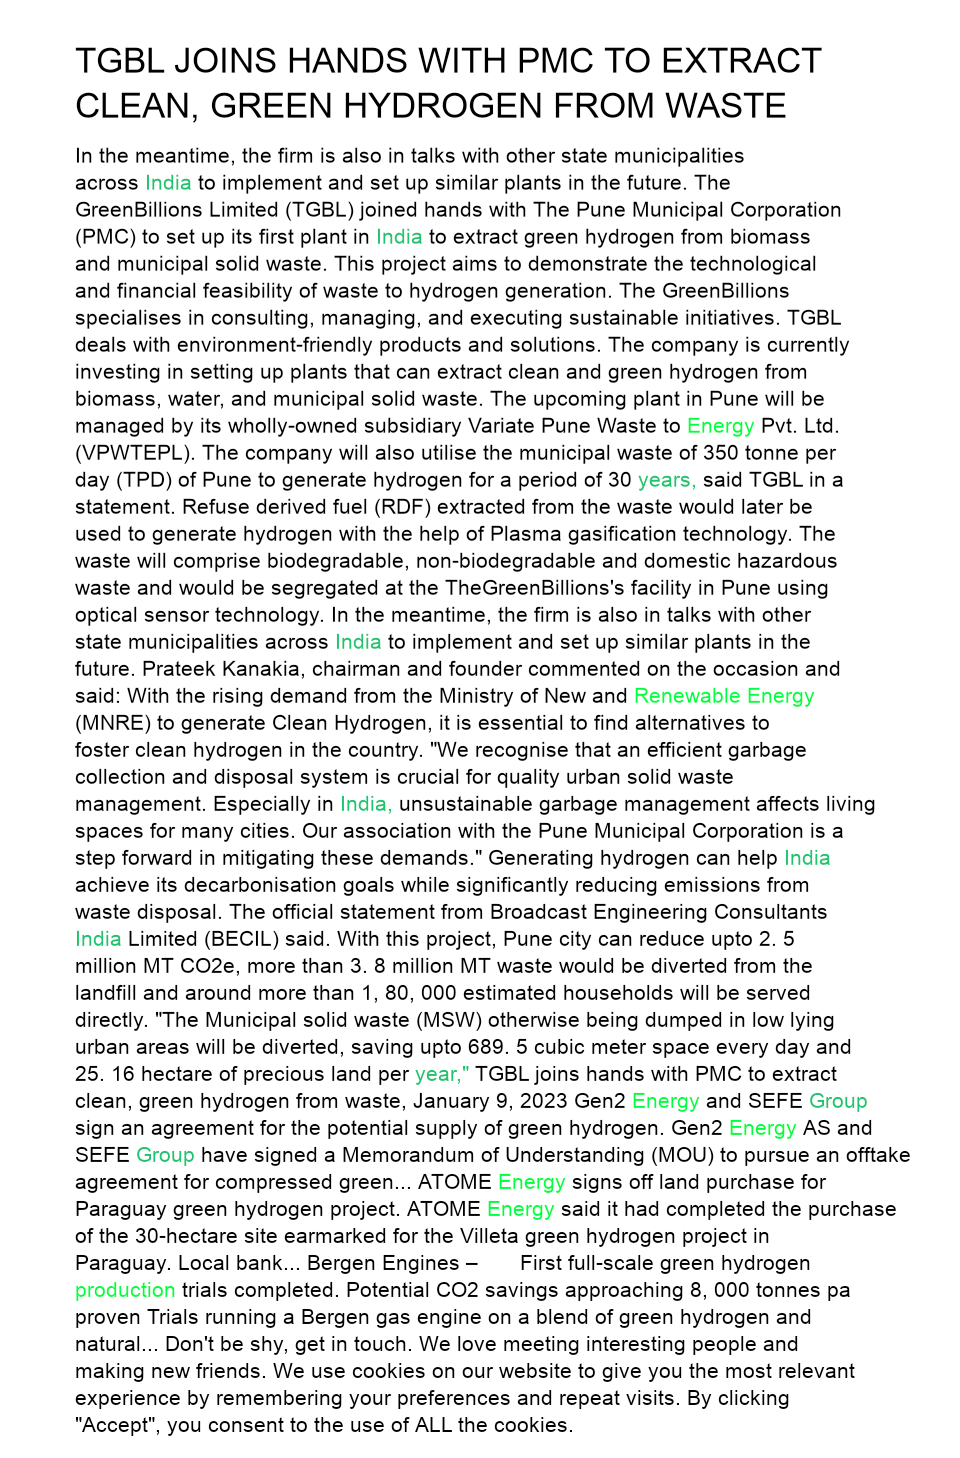 TGBL JOINS HANDS WITH PMC TO EXTRACT
CLEAN, GREEN HYDROGEN FROM WASTE
In the meantime, the firm is also in talks with other state municipalities
across India to implement and set up similar plants in the future. The
GreenBillions Limited (TGBL) joined hands with The Pune Municipal Corporation
(PMC) to set up its first plant in India to extract green hydrogen from biomass
and municipal solid waste. This project aims to demonstrate the technological
and financial feasibility of waste to hydrogen generation. The GreenBillions
specialises in consulting, managing, and executing sustainable initiatives. TGBL
deals with environment-friendly products and solutions. The company is currently
investing in setting up plants that can extract clean and green hydrogen from
biomass, water, and municipal solid waste. The upcoming plant in Pune will be
managed by its wholly-owned subsidiary Variate Pune Waste to Energy Pvt. Ltd.
(VPWTEPL). The company will also utilise the municipal waste of 350 tonne per
day (TPD) of Pune to generate hydrogen for a period of 30 years, said TGBL in a
statement. Refuse derived fuel (RDF) extracted from the waste would later be
used to generate hydrogen with the help of Plasma gasification technology. The
waste will comprise biodegradable, non-biodegradable and domestic hazardous
waste and would be segregated at the TheGreenBillions's facility in Pune using
optical sensor technology. In the meantime, the firm is also in talks with other
state municipalities across India to implement and set up similar plants in the
future. Prateek Kanakia, chairman and founder commented on the occasion and
said: With the rising demand from the Ministry of New and Renewable Energy
(MNRE) to generate Clean Hydrogen, it is essential to find alternatives to
foster clean hydrogen in the country. "We recognise that an efficient garbage
collection and disposal system is crucial for quality urban solid waste
management. Especially in India, unsustainable garbage management affects living
spaces for many cities. Our association with the Pune Municipal Corporation is a
step forward in mitigating these demands." Generating hydrogen can help India
achieve its decarbonisation goals while significantly reducing emissions from
waste disposal. The official statement from Broadcast Engineering Consultants
India Limited (BECIL) said. With this project, Pune city can reduce upto 2. 5
million MT CO2e, more than 3. 8 million MT waste would be diverted from the
landfill and around more than 1, 80, 000 estimated households will be served
directly. "The Municipal solid waste (MSW) otherwise being dumped in low lying
urban areas will be diverted, saving upto 689. 5 cubic meter space every day and
25. 16 hectare of precious land per year," TGBL joins hands with PMC to extract
clean, green hydrogen from waste, January 9, 2023 Gen2 Energy and SEFE Group
sign an agreement for the potential supply of green hydrogen. Gen2 Energy AS and
SEFE Group have signed a Memorandum of Understanding (MOU) to pursue an offtake
agreement for compressed green... ATOME Energy signs off land purchase for
Paraguay green hydrogen project. ATOME Energy said it had completed the purchase
of the 30-hectare site earmarked for the Villeta green hydrogen project in
Paraguay. Local bank... Bergen Engines – First full-scale green hydrogen
production trials completed. Potential CO2 savings approaching 8, 000 tonnes pa
proven Trials running a Bergen gas engine on a blend of green hydrogen and
natural... Don't be shy, get in touch. We love meeting interesting people and
making new friends. We use cookies on our website to give you the most relevant
experience by remembering your preferences and repeat visits. By clicking
"Accept", you consent to the use of ALL the cookies.